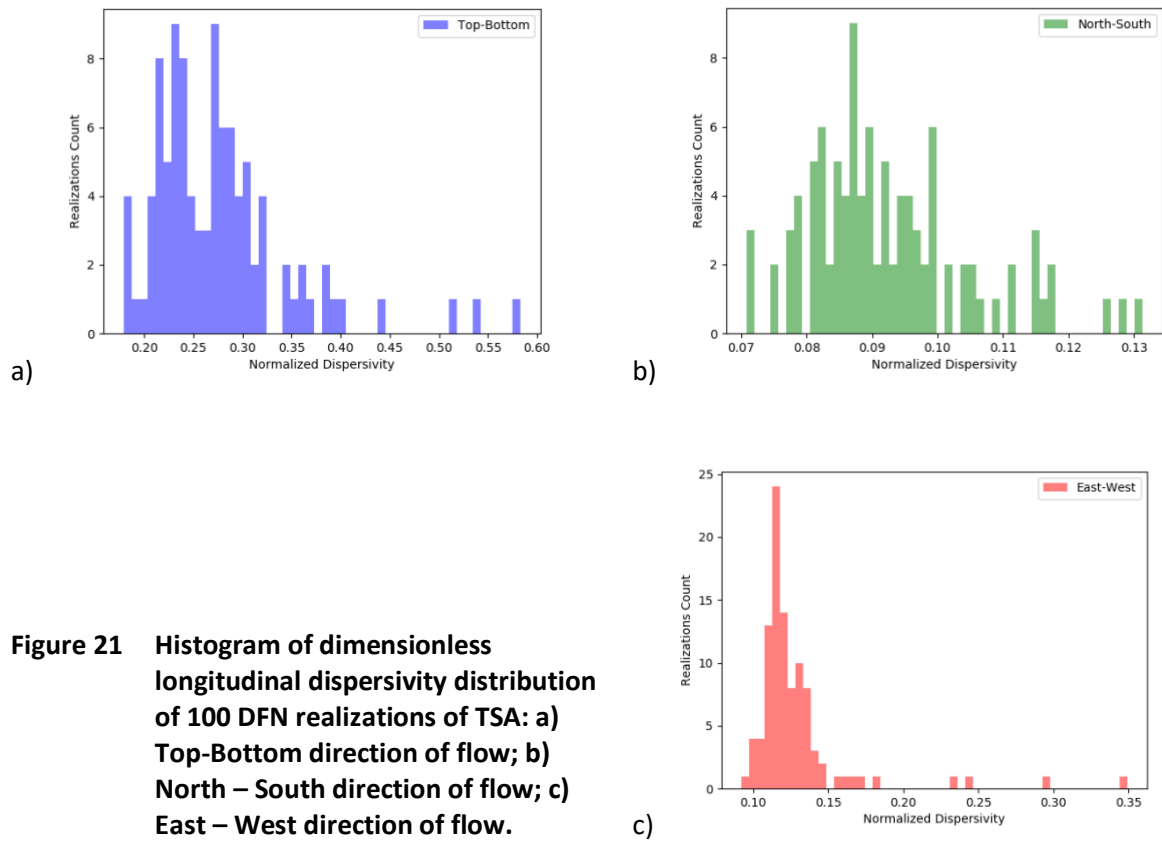 Top-Bottom
8
6
4
2
0
Realizations Count
0.20 0.25 0.30 0.35 0.40 0.45 0.50 0.55 0.60
Normalized Dispersivity
a)
North-South
8
6
4
2
0
Realizations Count
0.07 0.08 0.09 0.10 0.11 0.12 0.13
Normalized Dispersivity
b)
East-West
25
20
15
10
5
0
Realizations Count
0.10 0.15 0.20 0.25 0.30 0.35
Normalized Dispersivity
c)
Figure 21 Histogram of dimensionless
longitudinal dispersivity distribution
of 100 DFN realizations of TSA: a)
Top-Bottom direction of flow; b)
North – South direction of flow; c)
East – West direction of flow.